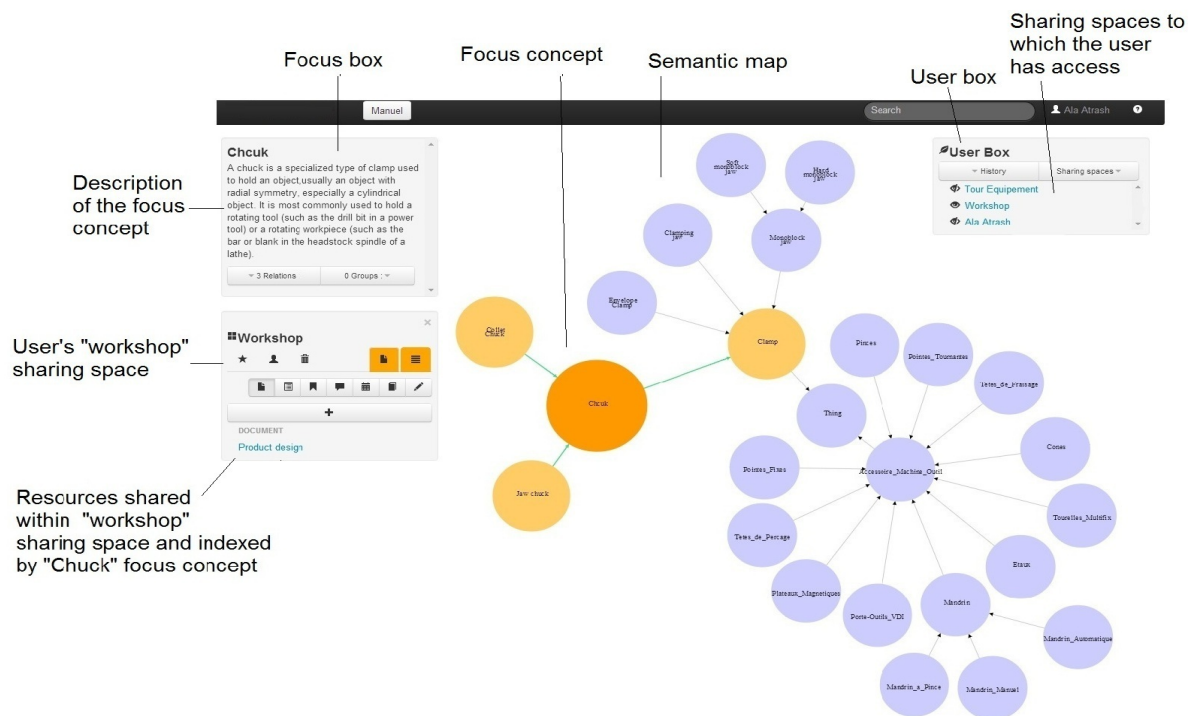 Sharing spaces to
which the user
has access
Focus box
Focus concept
Semantic map
User box
Manuel
Search
Ala Atrash
Chcuk
A chuck is a specialized type of clamp used
to hold an object,usually an object with
radial symmetry, especially a cylindrical
object. It is most commonly used to hold a
rotating tool (such as the drill bit in a power
tool) or a rotating workpiece (such as the
bar or blank in the headstock spindle of a
lathe).
3 Relations
0 Groups :
Description
of the focus
concept
User Box
History
Sharing spaces
Tour Equipement
Workshop
Ala Atrash
User's "workshop"
sharing space
Workshop
DOCUMENT
Product design
Rescurces shared
within "workshop"
sharing space and indexed
by "Chuck" focus concept
Soft
monoblock
jaw
Hard
monoblock
jaw
Clamping
jaw
Monoblock
jaw
Envelope
Clamp
Collet
Chuck
Clamp
Pinces
Pointes_Tournantes
Tetes_de_Fraisage
Chcuk
Thing
Cones
Pointes_Fixes
Accessoire_Machine_Outil
Jaw chuck
Tourelles_Multifix
Tetes_de_Percage
Etaux
Plateaux_Magnetiques
Mandrin
Porte-Outils_VDI
Mandrin_Automatique
Mandrin_a_Pince
Mandrin_Manuel